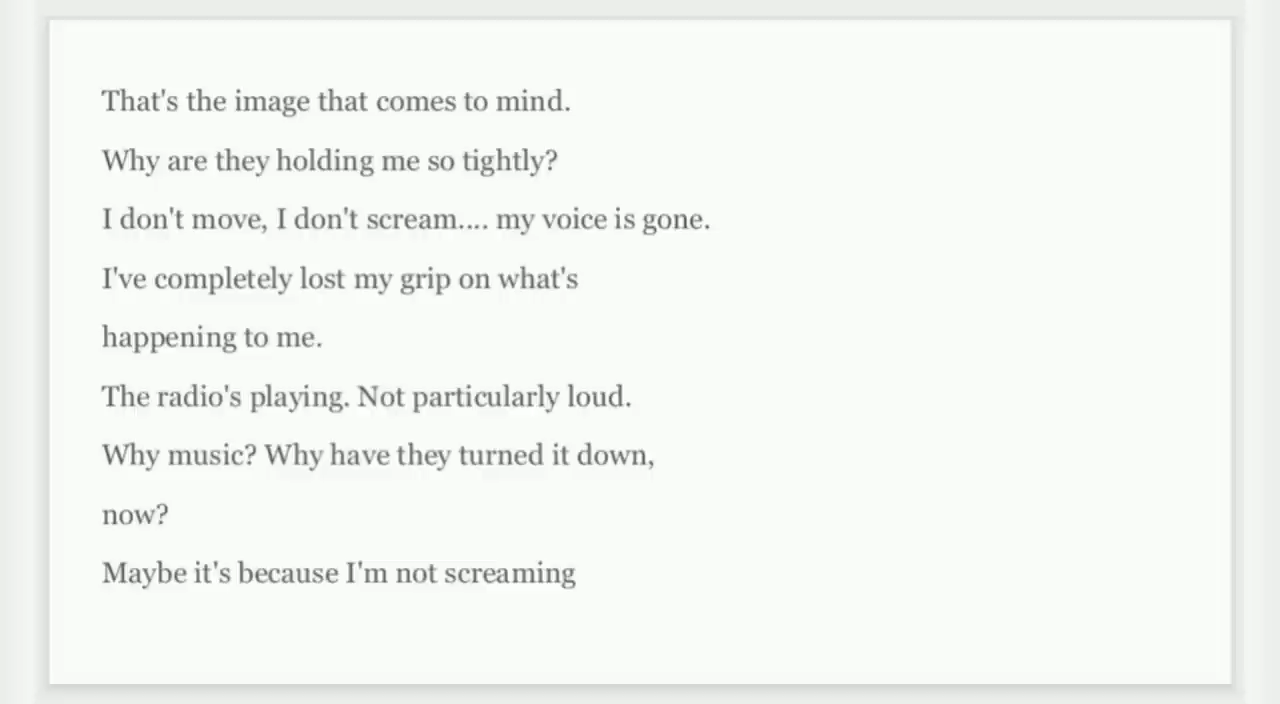 That's the image that comes to mind.
Why are they holding me so tightly?
I don't move, I don't scream.... my voice is gone.
I've completely lost my grip on what's
happening to me.
The radio's playing. Not particularly loud.
Why music? Why have they turned it down,
now?
Maybe it's because I'm not screaming